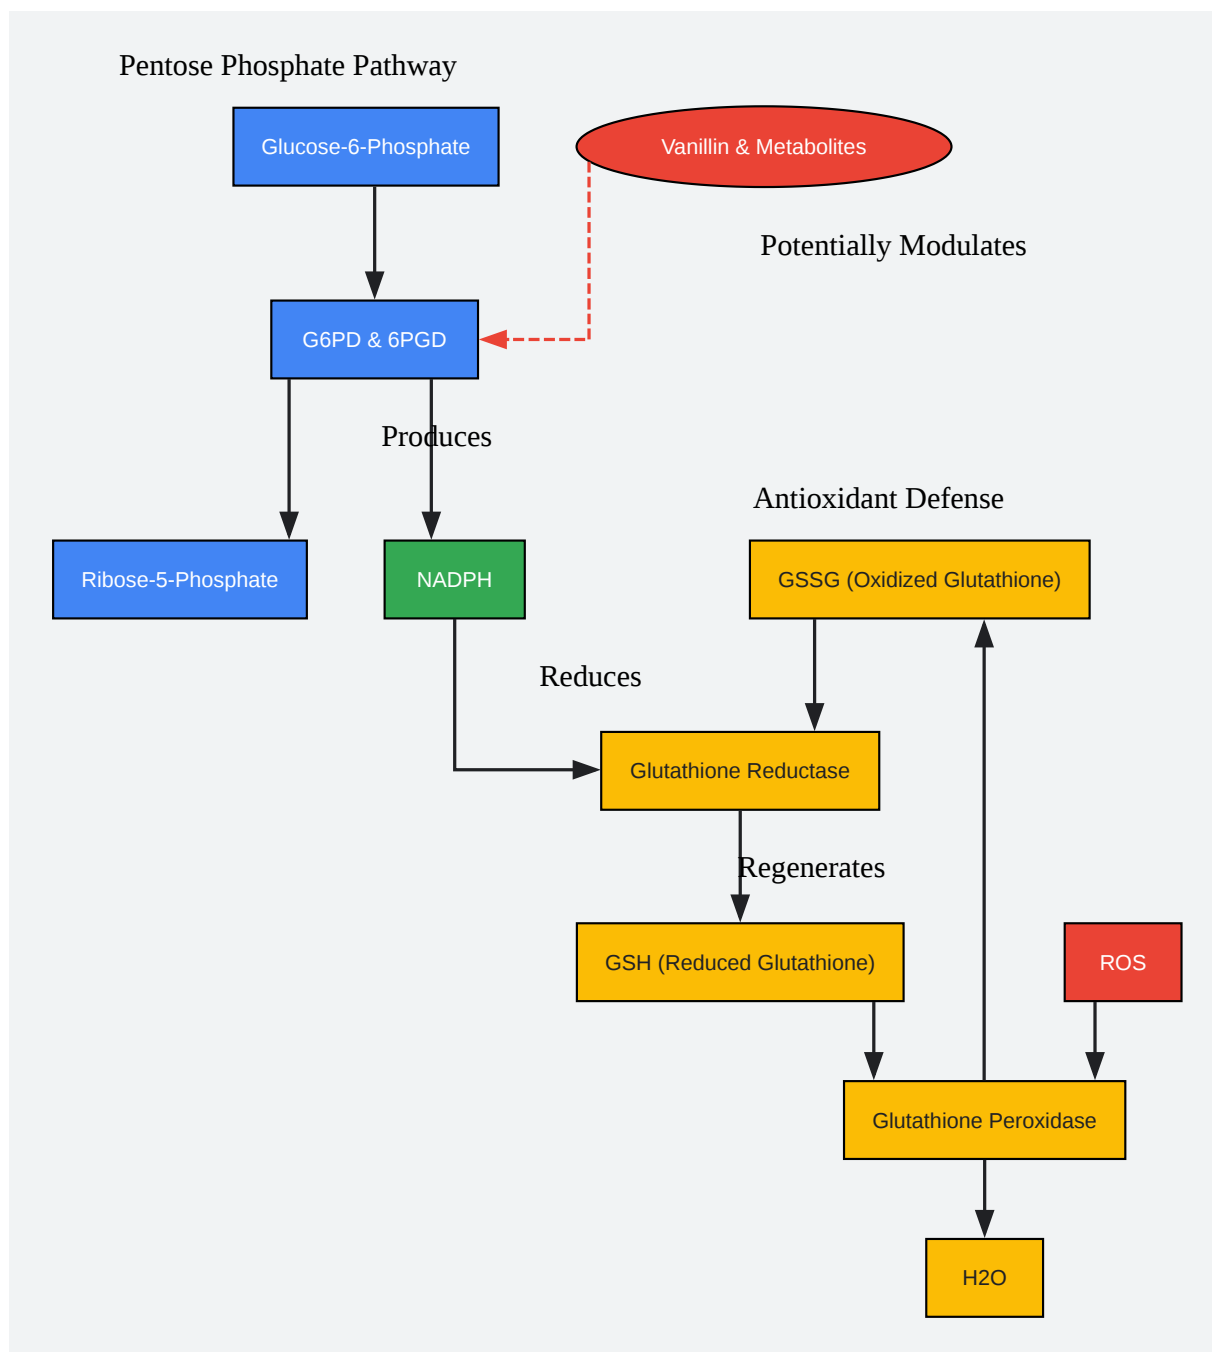 Pentose Phosphate Pathway
Glucose-6-Phosphate
Vanillin & Metabolites
Potentially Modulates
G6PD & 6PGD
Produces
Antioxidant Defense
Ribose-5-Phosphate
NADPH
GSSG (Oxidized Glutathione)
Reduces
Glutathione Reductase
Regenerates
GSH (Reduced Glutathione)
ROS
Glutathione Peroxidase
H2O